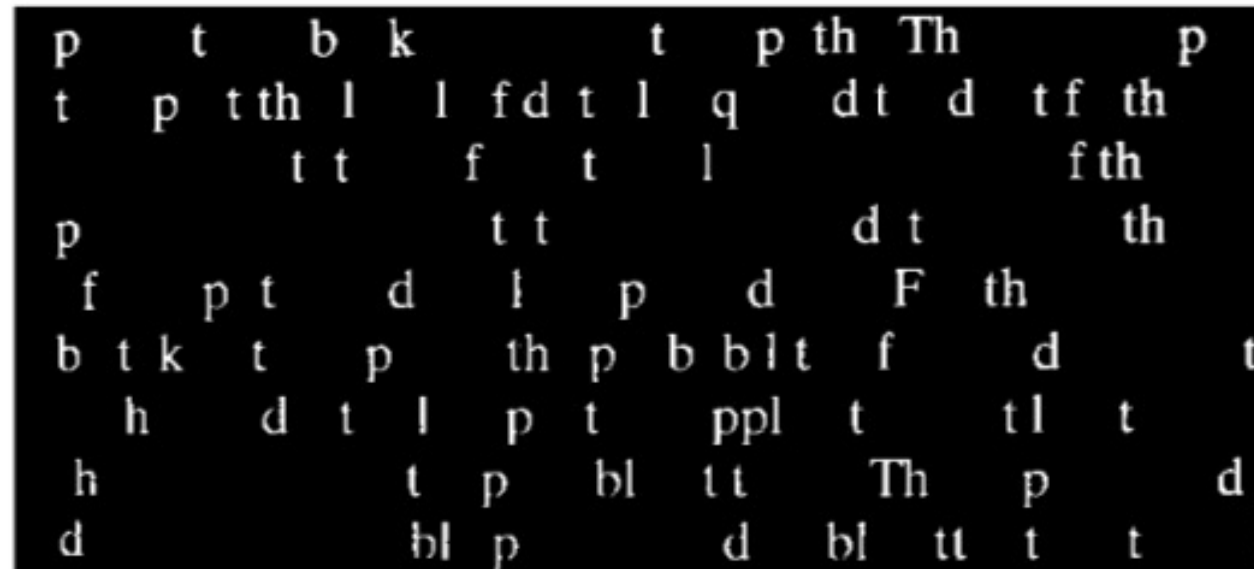 p t b k t p th Th p
t p t th l l f d t l q d t d t f th
t t f t l f th
p t t d t th
f p t d l p d F th
b t k t p th p b b l t f d t
h d t l p t ppl t t l t
h t p bl t t Th p d
d bl p d bl tt t t